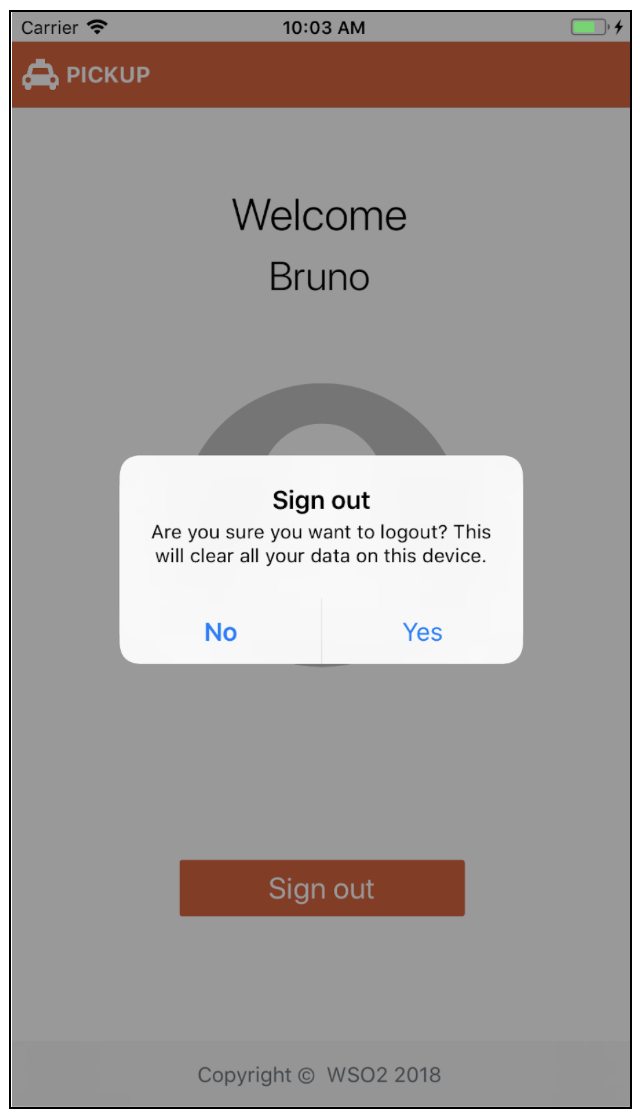 Carrier 10:03 AM
PICKUP
Welcome
Bruno
Sign out
Are you sure you want to logout? This
will clear all your data on this device.
No Yes
Sign out
Copyright © WSO2 2018